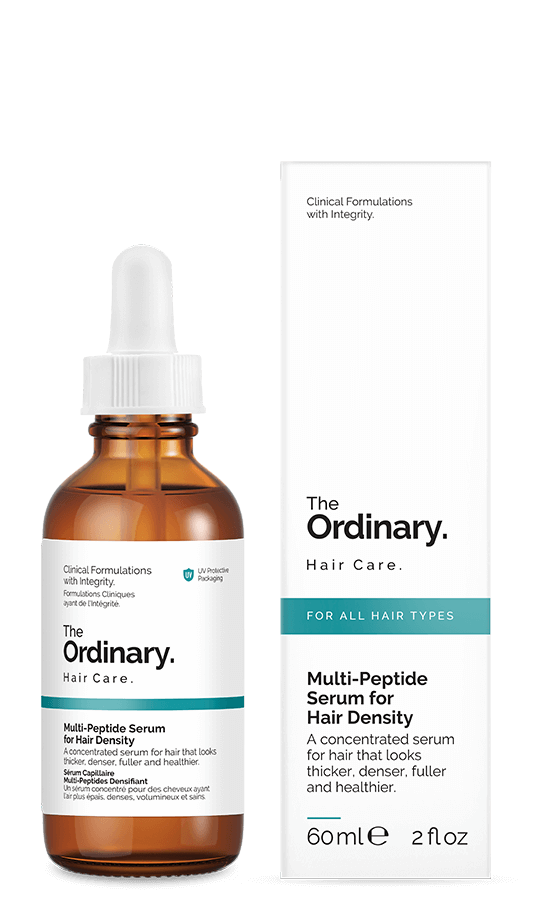 Clinical Formulations
with Integrity.
Formulations Cliniques
ayant de l'Intégrité.
UV
UV Protective
Packaging
The
Ordinary.
Hair Care.
Multi-Peptide Serum
for Hair Density
A concentrated serum for hair that looks
thicker, denser, fuller and healthier.
Sérum Capillaire
Multi-Peptides Densifiant
Un sérum concentré pour des cheveux ayant
l'air plus épais, denses, volumineux et sains.
Clinical Formulations
with Integrity.
The
Ordinary.
Hair Care.
FOR ALL HAIR TYPES
Multi-Peptide
Serum for
Hair Density
A concentrated serum
for hair that looks
thicker, denser, fuller
and healthier.
60 ml ℮ 2 fl oz